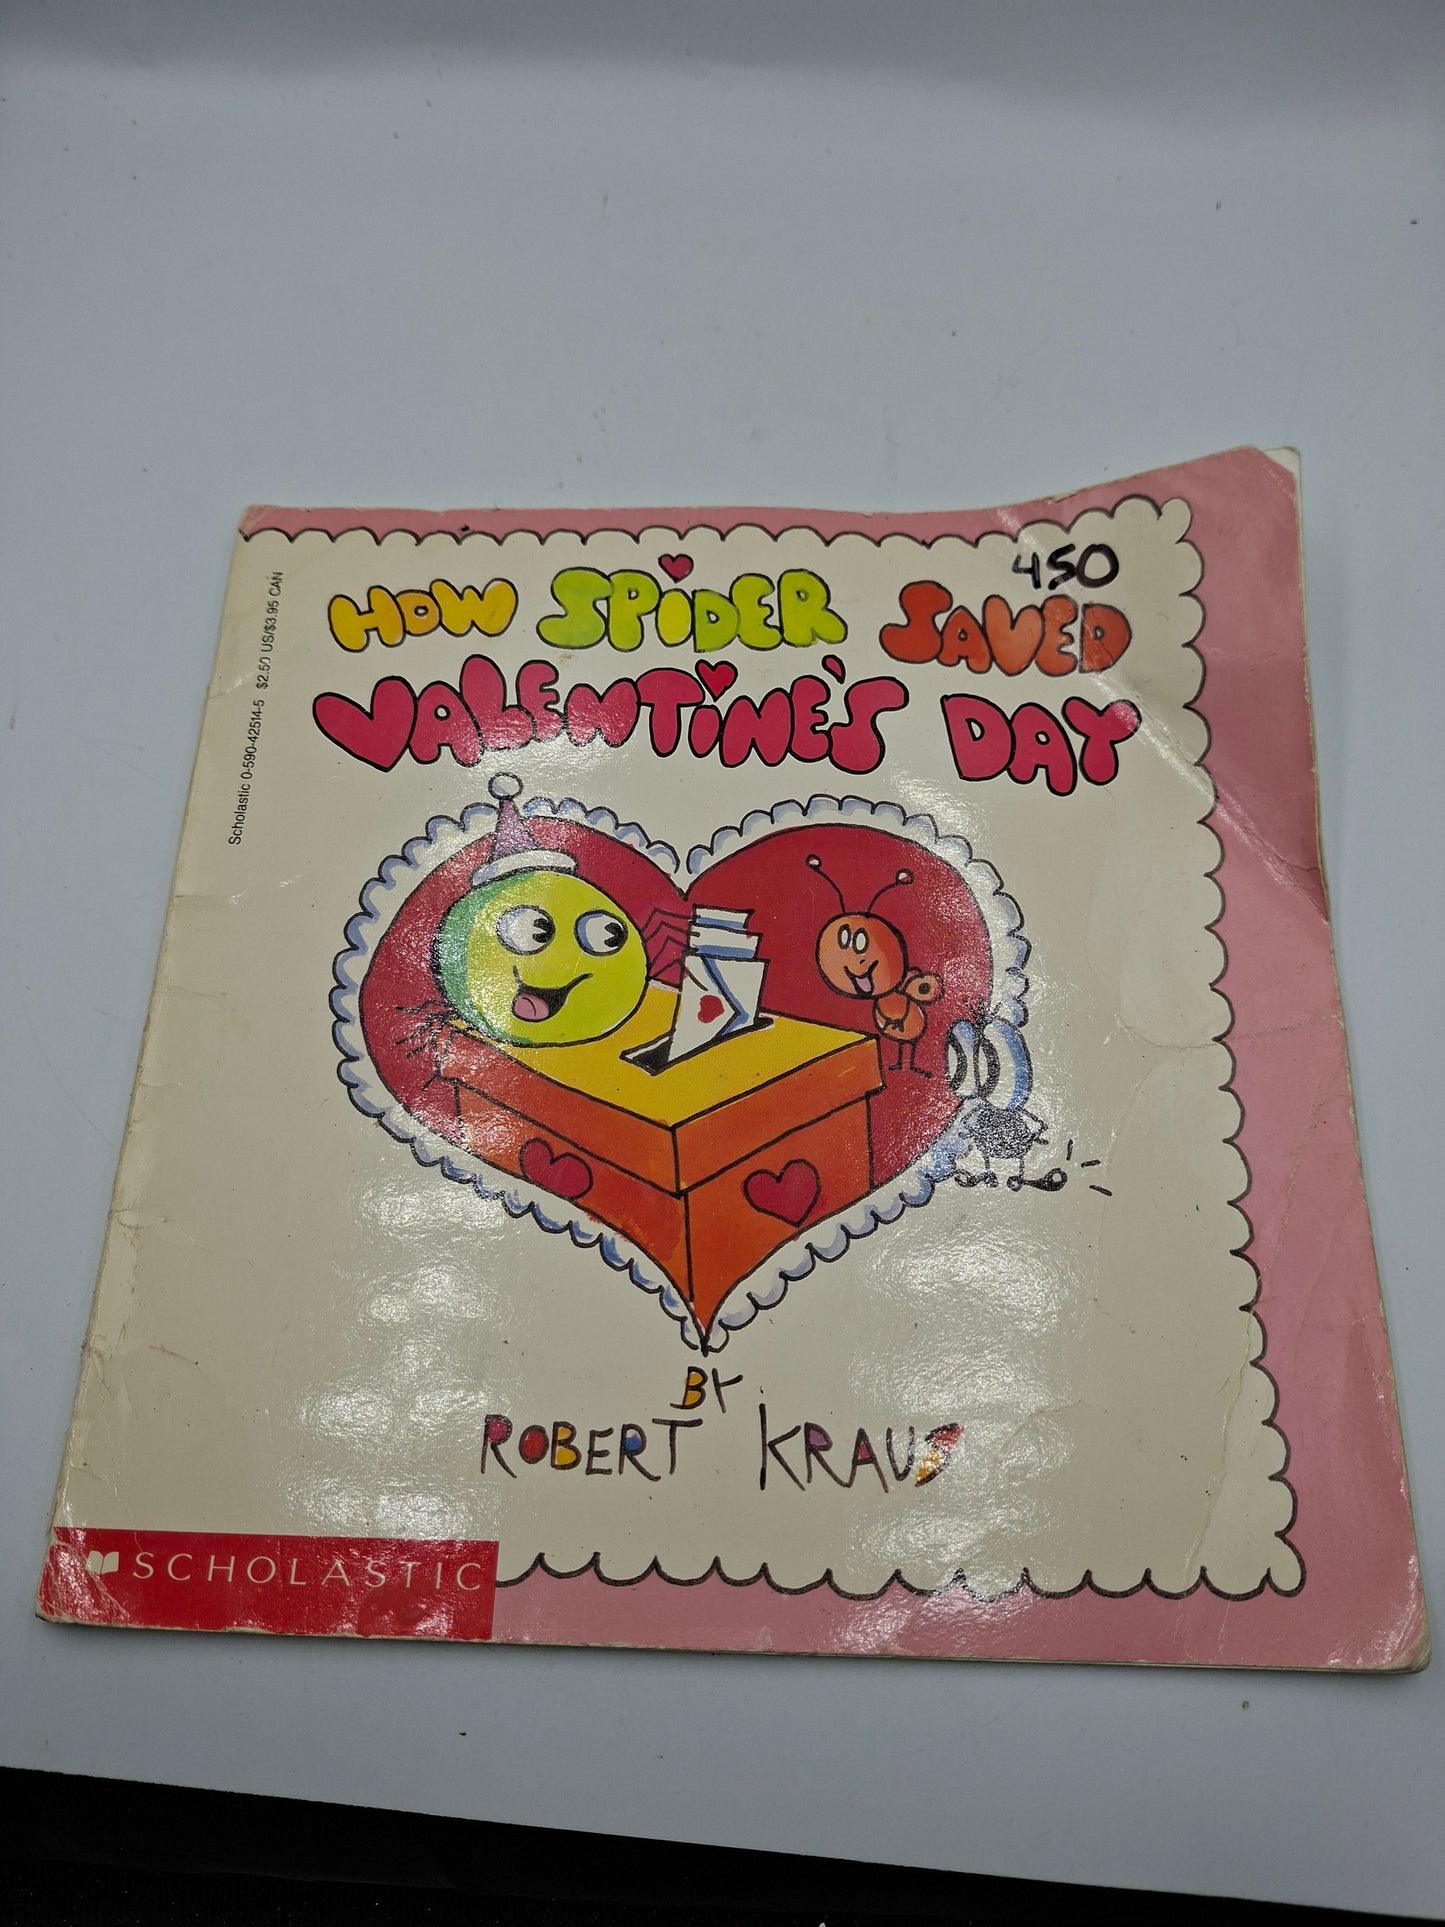 450
HOW SPIDER SAVED
VALENTINE'S DAY
Scholastic 0-590-42514-5 $2.50 US/$3.95 CAN
BY
ROBERT KRAUS
SCHOLASTIC